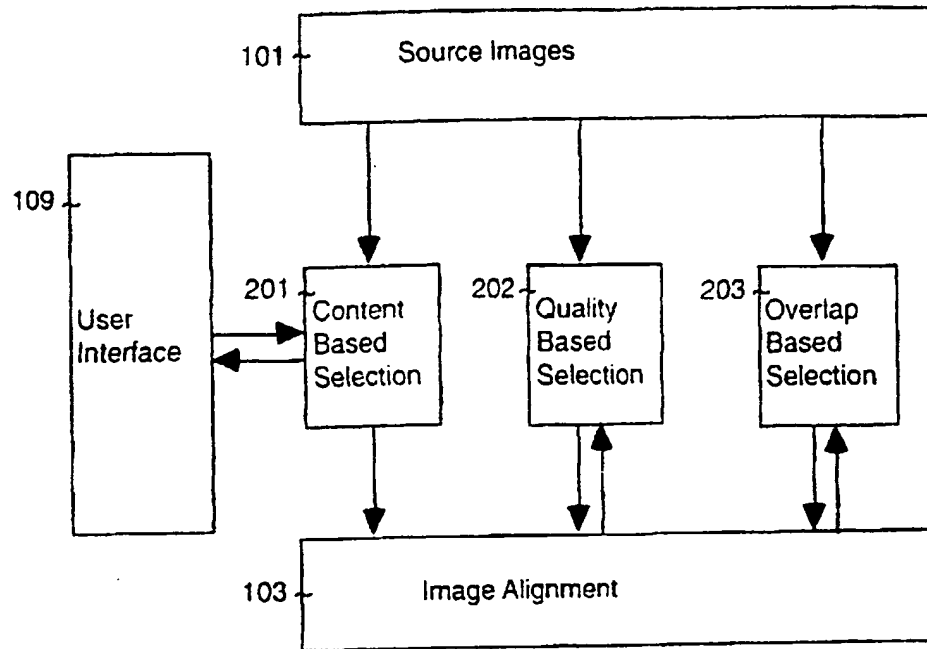 101
Source Images
109
User
Interface
201
Content
Based
Selection
202
Quality
Based
Selection
203
Overlap
Based
Selection
103
Image Alignment